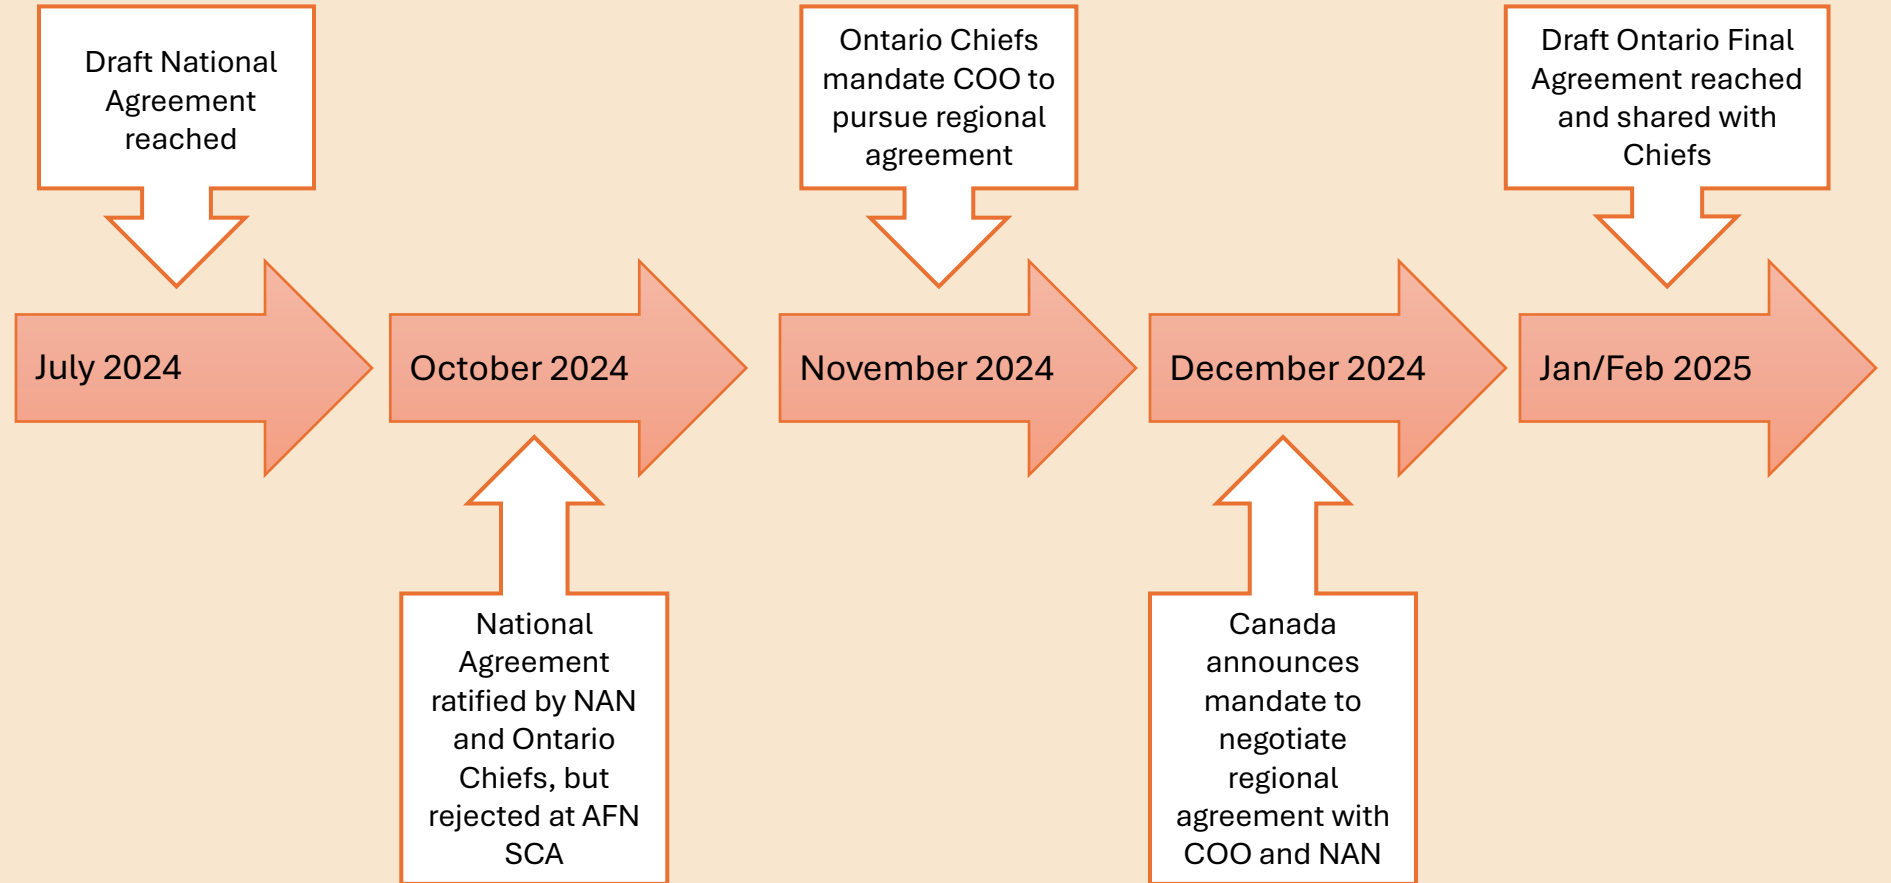 Draft National
Agreement
reached
Ontario Chiefs
mandate COO to
pursue regional
agreement
Draft Ontario Final
Agreement reached
and shared with
Chiefs
July 2024
October 2024
November 2024
December 2024
Jan/Feb 2025
National
Agreement
ratified by NAN
and Ontario
Chiefs, but
rejected at AFN
SCA
Canada
announces
mandate to
negotiate
regional
agreement with
COO and NAN